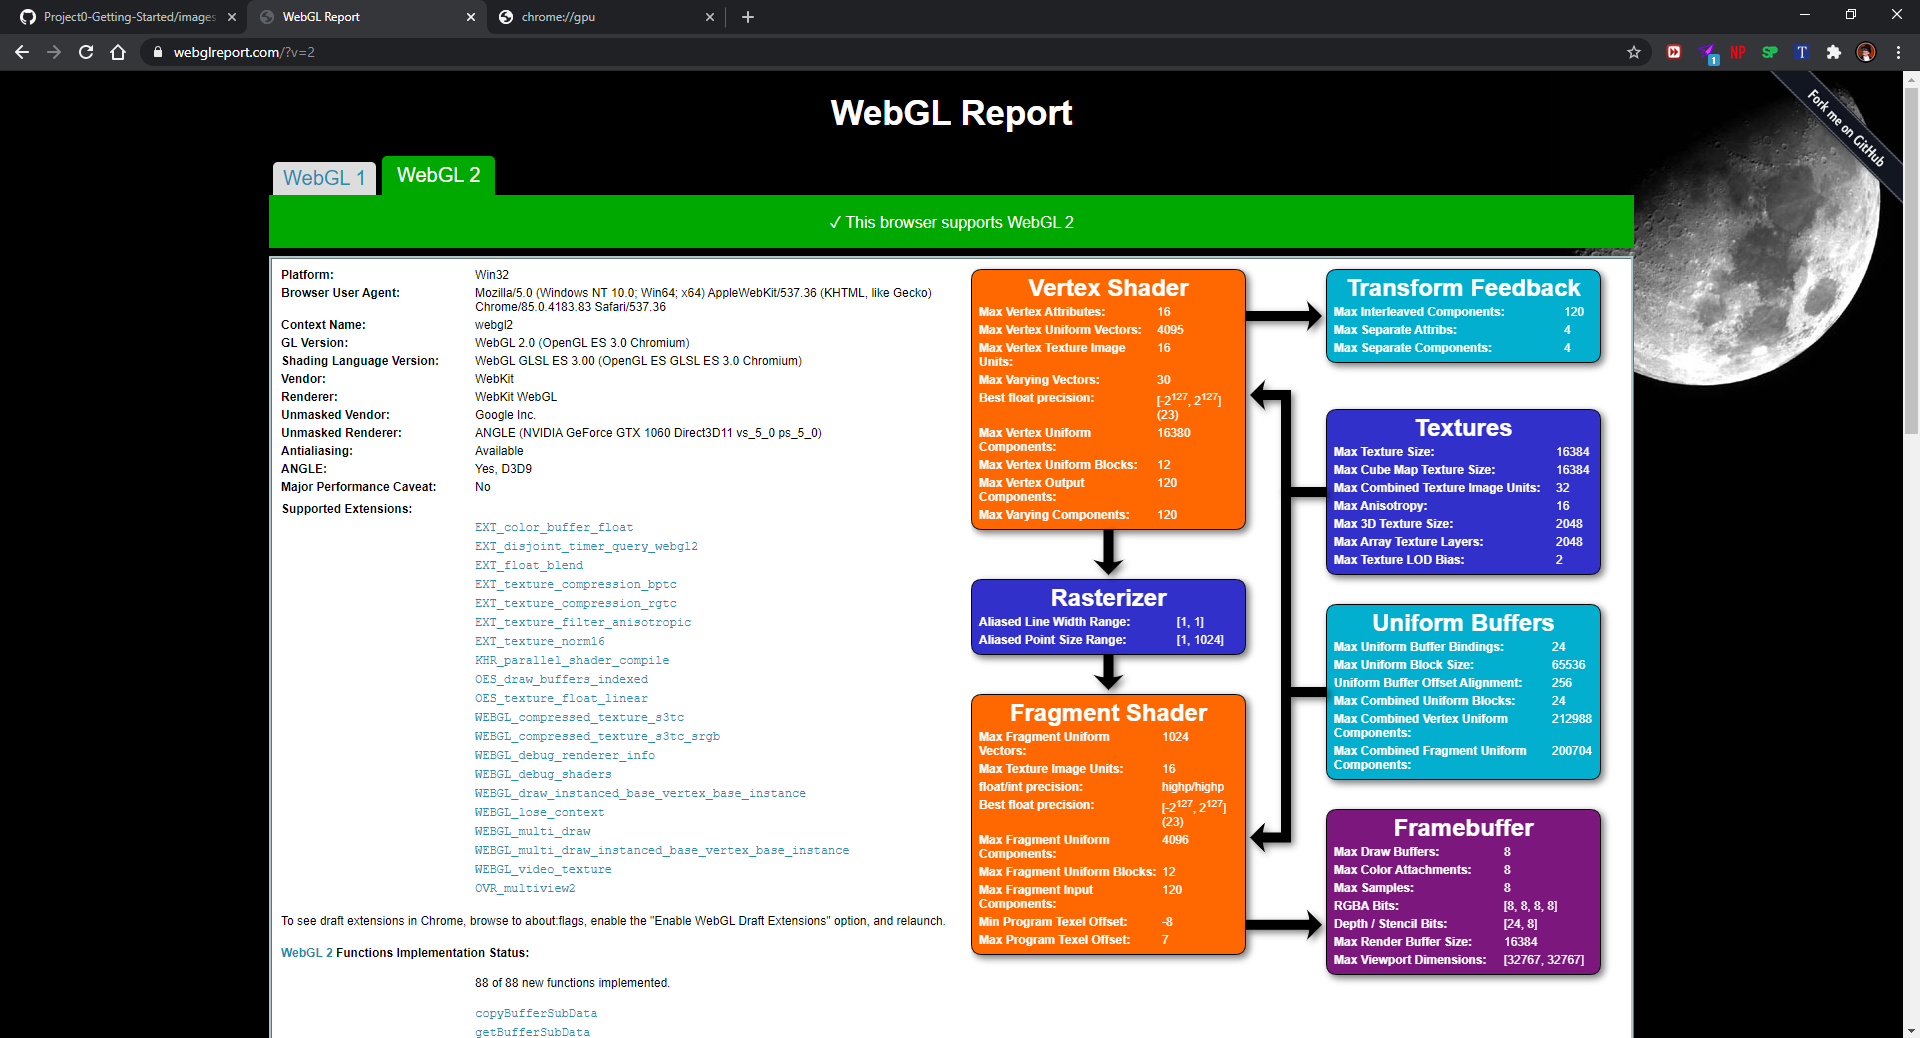 Project0-Getting-Started/images
WebGL Report
chrome://gpu
webglreport.com/?v=2
1
NP
SP
T
Fork me on GitHub
WebGL Report
WebGL 1
WebGL 2
✓ This browser supports WebGL 2
Platform: Win32
Browser User Agent: Mozilla/5.0 (Windows NT 10.0; Win64; x64) AppleWebKit/537.36 (KHTML, like Gecko)
Chrome/85.0.4183.83 Safari/537.36
Context Name: webgl2
GL Version: WebGL 2.0 (OpenGL ES 3.0 Chromium)
Shading Language Version: WebGL GLSL ES 3.00 (OpenGL ES GLSL ES 3.0 Chromium)
Vendor: WebKit
Renderer: WebKit WebGL
Unmasked Vendor: Google Inc.
Unmasked Renderer: ANGLE (NVIDIA GeForce GTX 1060 Direct3D11 vs_5_0 ps_5_0)
Antialiasing: Available
ANGLE: Yes, D3D9
Major Performance Caveat: No
Supported Extensions:
EXT_color_buffer_float
EXT_disjoint_timer_query_webgl2
EXT_float_blend
EXT_texture_compression_bptc
EXT_texture_compression_rgtc
EXT_texture_filter_anisotropic
EXT_texture_norm16
KHR_parallel_shader_compile
OES_draw_buffers_indexed
OES_texture_float_linear
WEBGL_compressed_texture_s3tc
WEBGL_compressed_texture_s3tc_srgb
WEBGL_debug_renderer_info
WEBGL_debug_shaders
WEBGL_draw_instanced_base_vertex_base_instance
WEBGL_lose_context
WEBGL_multi_draw
WEBGL_multi_draw_instanced_base_vertex_base_instance
WEBGL_video_texture
OVR_multiview2
To see draft extensions in Chrome, browse to about:flags, enable the "Enable WebGL Draft Extensions" option, and relaunch.
WebGL 2 Functions Implementation Status:
88 of 88 new functions implemented.
copyBufferSubData
getBufferSubData
Vertex Shader
Max Vertex Attributes: 16
Max Vertex Uniform Vectors: 4095
Max Vertex Texture Image 16
Units:
Max Varying Vectors: 30
Best float precision: [-2¹²⁷, 2¹²⁷]
(23)
Max Vertex Uniform 16380
Components:
Max Vertex Uniform Blocks: 12
Max Vertex Output 120
Components:
Max Varying Components: 120
Rasterizer
Aliased Line Width Range: [1, 1]
Aliased Point Size Range: [1, 1024]
Fragment Shader
Max Fragment Uniform 1024
Vectors:
Max Texture Image Units: 16
float/int precision: highp/highp
Best float precision: [-2¹²⁷, 2¹²⁷]
(23)
Max Fragment Uniform 4096
Components:
Max Fragment Uniform Blocks: 12
Max Fragment Input 120
Components:
Min Program Texel Offset: -8
Max Program Texel Offset: 7
Transform Feedback
Max Interleaved Components: 120
Max Separate Attribs: 4
Max Separate Components: 4
Textures
Max Texture Size: 16384
Max Cube Map Texture Size: 16384
Max Combined Texture Image Units: 32
Max Anisotropy: 16
Max 3D Texture Size: 2048
Max Array Texture Layers: 2048
Max Texture LOD Bias: 2
Uniform Buffers
Max Uniform Buffer Bindings: 24
Max Uniform Block Size: 65536
Uniform Buffer Offset Alignment: 256
Max Combined Uniform Blocks: 24
Max Combined Vertex Uniform 212988
Components:
Max Combined Fragment Uniform 200704
Components:
Framebuffer
Max Draw Buffers: 8
Max Color Attachments: 8
Max Samples: 8
RGBA Bits: [8, 8, 8, 8]
Depth / Stencil Bits: [24, 8]
Max Render Buffer Size: 16384
Max Viewport Dimensions: [32767, 32767]